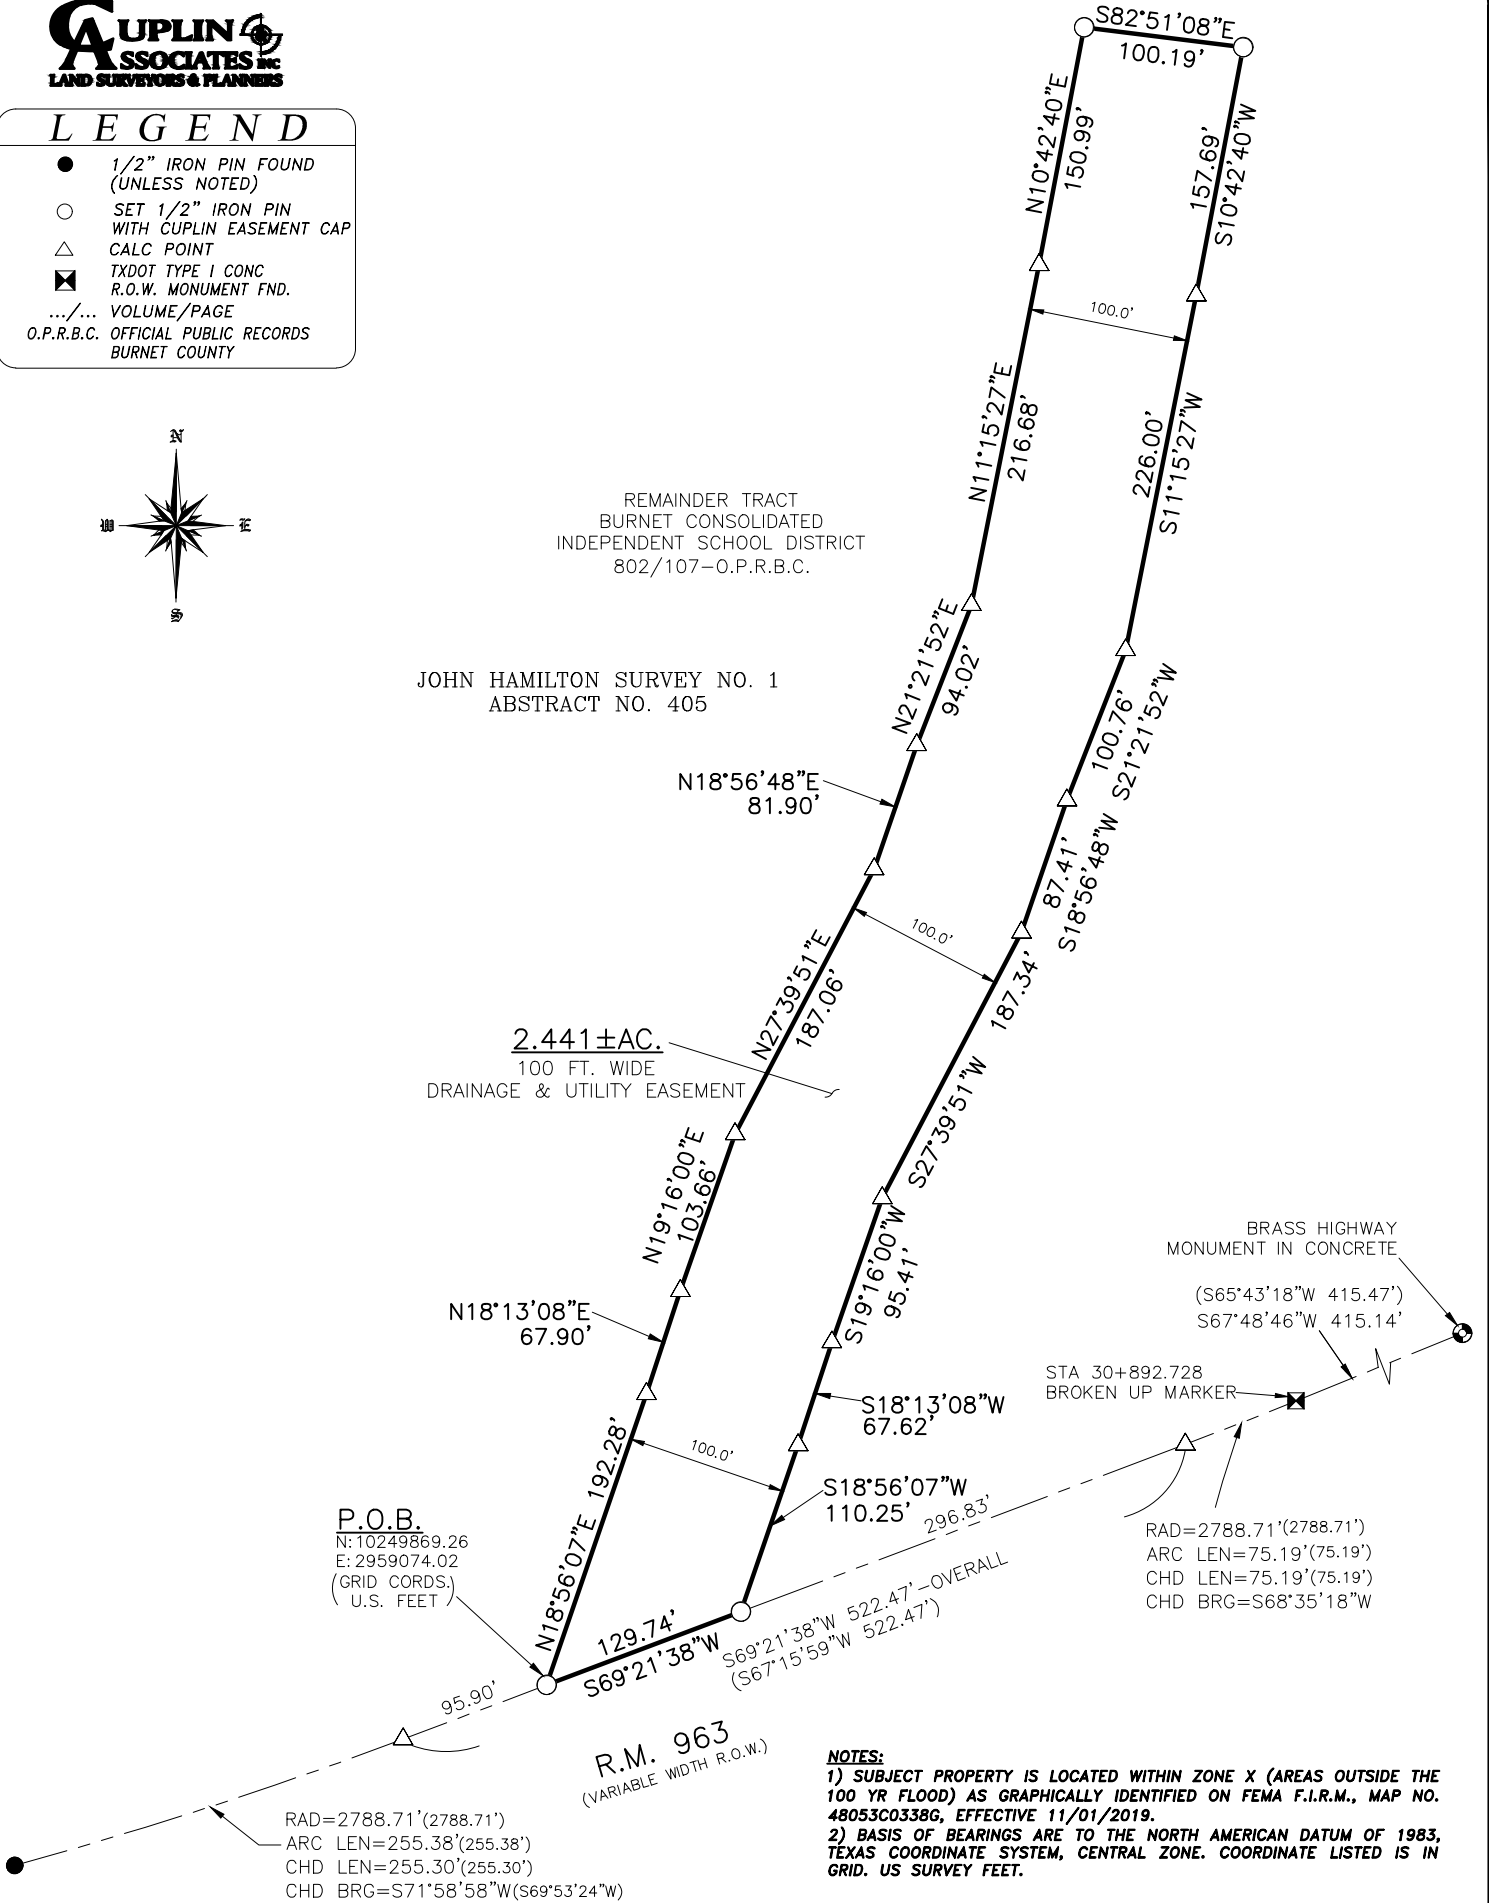 CUPLIN
ASSOCIATES INC
LAND SURVEYORS & PLANNERS
LEGEND
1/2" IRON PIN FOUND
(UNLESS NOTED)
SET 1/2" IRON PIN
WITH CUPLIN EASEMENT CAP
CALC POINT
TXDOT TYPE I CONC
R.O.W. MONUMENT FND.
.../... VOLUME/PAGE
O.P.R.B.C. OFFICIAL PUBLIC RECORDS
BURNET COUNTY
N
W E
S
S82°51'08"E
100.19'
N10°42'40"E
150.99'
157.69'
S10°42'40"W
100.0'
N11°15'27"E
216.68'
226.00'
S11°15'27"W
REMAINDER TRACT
BURNET CONSOLIDATED
INDEPENDENT SCHOOL DISTRICT
802/107-O.P.R.B.C.
JOHN HAMILTON SURVEY NO. 1
ABSTRACT NO. 405
N21°21'52"E
94.02'
100.76'
S21°21'52"W
N18°56'48"E
81.90'
87.41'
S18°56'48"W
100.0'
N27°39'51"E
187.06'
187.34'
S27°39'51"W
2.441±AC.
100 FT. WIDE
DRAINAGE & UTILITY EASEMENT
N19°16'00"E
103.66'
S19°16'00"W
95.41'
N18°13'08"E
67.90'
S18°13'08"W
67.62'
100.0'
N18°56'07"E 192.28'
S18°56'07"W
110.25'
P.O.B.
N:10249869.26
E:2959074.02
(GRID CORDS.)
( U.S. FEET )
129.74'
S69°21'38"W
296.83'
S69°21'38"W 522.47'-OVERALL
(S67°15'59"W 522.47')
95.90'
R.M. 963
(VARIABLE WIDTH R.O.W.)
BRASS HIGHWAY
MONUMENT IN CONCRETE
(S65°43'18"W 415.47')
S67°48'46"W 415.14'
STA 30+892.728
BROKEN UP MARKER
RAD=2788.71'(2788.71')
ARC LEN=75.19'(75.19')
CHD LEN=75.19'(75.19')
CHD BRG=S68°35'18"W
RAD=2788.71'(2788.71')
ARC LEN=255.38'(255.38')
CHD LEN=255.30'(255.30')
CHD BRG=S71°58'58"W(S69°53'24"W)
NOTES:
1) SUBJECT PROPERTY IS LOCATED WITHIN ZONE X (AREAS OUTSIDE THE
100 YR FLOOD) AS GRAPHICALLY IDENTIFIED ON FEMA F.I.R.M., MAP NO.
48053C0338G, EFFECTIVE 11/01/2019.
2) BASIS OF BEARINGS ARE TO THE NORTH AMERICAN DATUM OF 1983,
TEXAS COORDINATE SYSTEM, CENTRAL ZONE. COORDINATE LISTED IS IN
GRID. US SURVEY FEET.